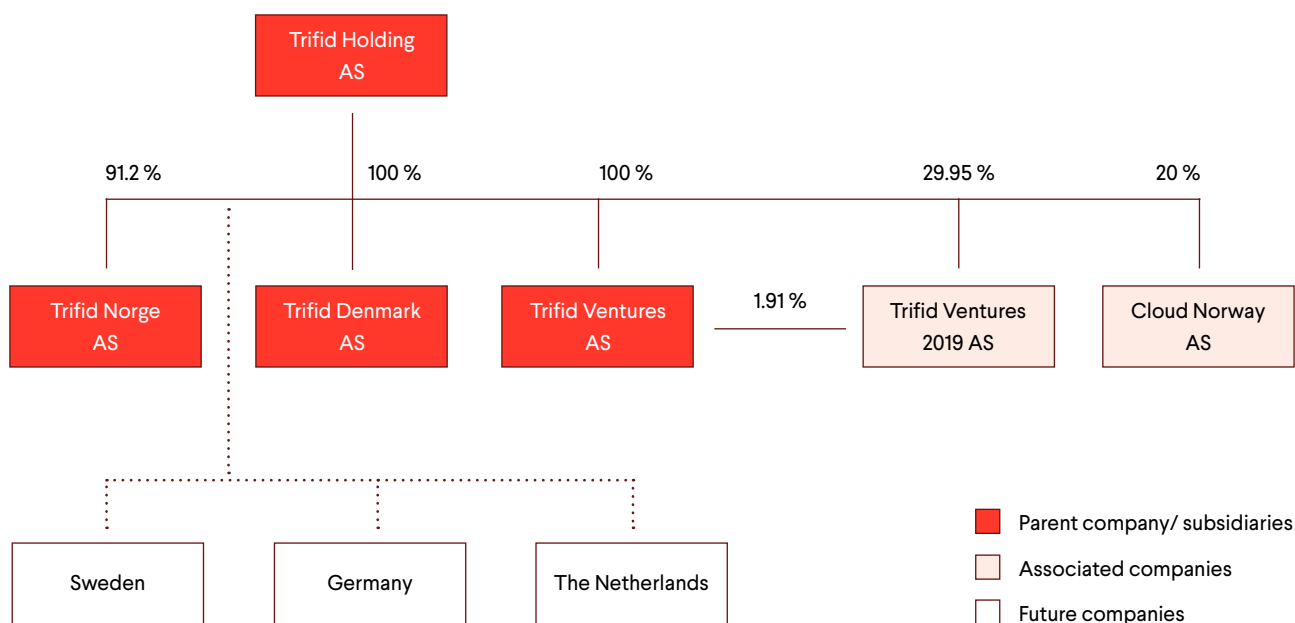 Trifid Holding
AS
91.2 %
100 %
100 %
29.95 %
20 %
Trifid Norge
AS
Trifid Denmark
AS
Trifid Ventures
AS
1.91 %
Trifid Ventures
2019 AS
Cloud Norway
AS
Sweden
Germany
The Netherlands
Parent company/ subsidiaries
Associated companies
Future companies